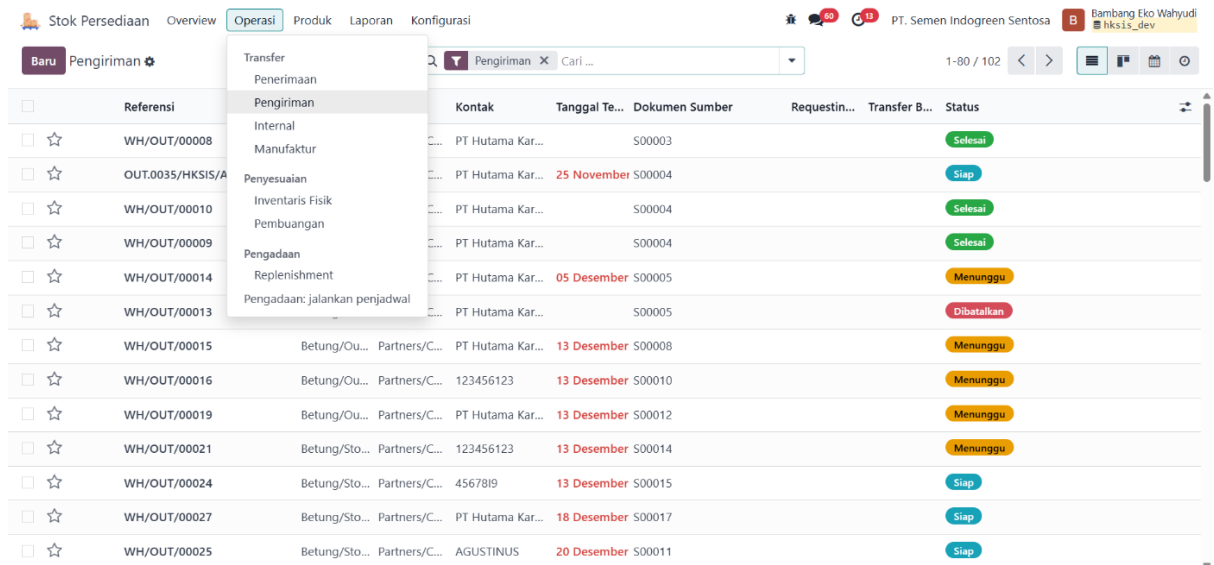 Stok Persediaan Overview Operasi Produk Laporan Konfigurasi 60 13 PT. Semen Indogreen Sentosa B Bambang Eko Wahyudi
hksis_dev
Baru Pengiriman Pengiriman Cari ... 1-80 / 102
Transfer
Penerimaan
Pengiriman
Internal
Manufaktur
Penyesuaian
Inventaris Fisik
Pembuangan
Pengadaan
Replenishment
Pengadaan: jalankan penjadwal
Referensi Kontak Tanggal Te... Dokumen Sumber Requestin... Transfer B... Status
WH/OUT/00008 C... PT Hutama Kar... S00003 Selesai
OUT.0035/HKSIS/A C... PT Hutama Kar... 25 November S00004 Siap
WH/OUT/00010 C... PT Hutama Kar... S00004 Selesai
WH/OUT/00009 C... PT Hutama Kar... S00004 Selesai
WH/OUT/00014 C... PT Hutama Kar... 05 Desember S00005 Menunggu
WH/OUT/00013 C... PT Hutama Kar... S00005 Dibatalkan
WH/OUT/00015 Betung/Ou... Partners/C... PT Hutama Kar... 13 Desember S00008 Menunggu
WH/OUT/00016 Betung/Ou... Partners/C... 123456123 13 Desember S00010 Menunggu
WH/OUT/00019 Betung/Ou... Partners/C... PT Hutama Kar... 13 Desember S00012 Menunggu
WH/OUT/00021 Betung/Sto... Partners/C... 123456123 13 Desember S00014 Menunggu
WH/OUT/00024 Betung/Sto... Partners/C... 45678I9 13 Desember S00015 Siap
WH/OUT/00027 Betung/Sto... Partners/C... PT Hutama Kar... 18 Desember S00017 Siap
WH/OUT/00025 Betung/Sto... Partners/C... AGUSTINUS 20 Desember S00011 Siap